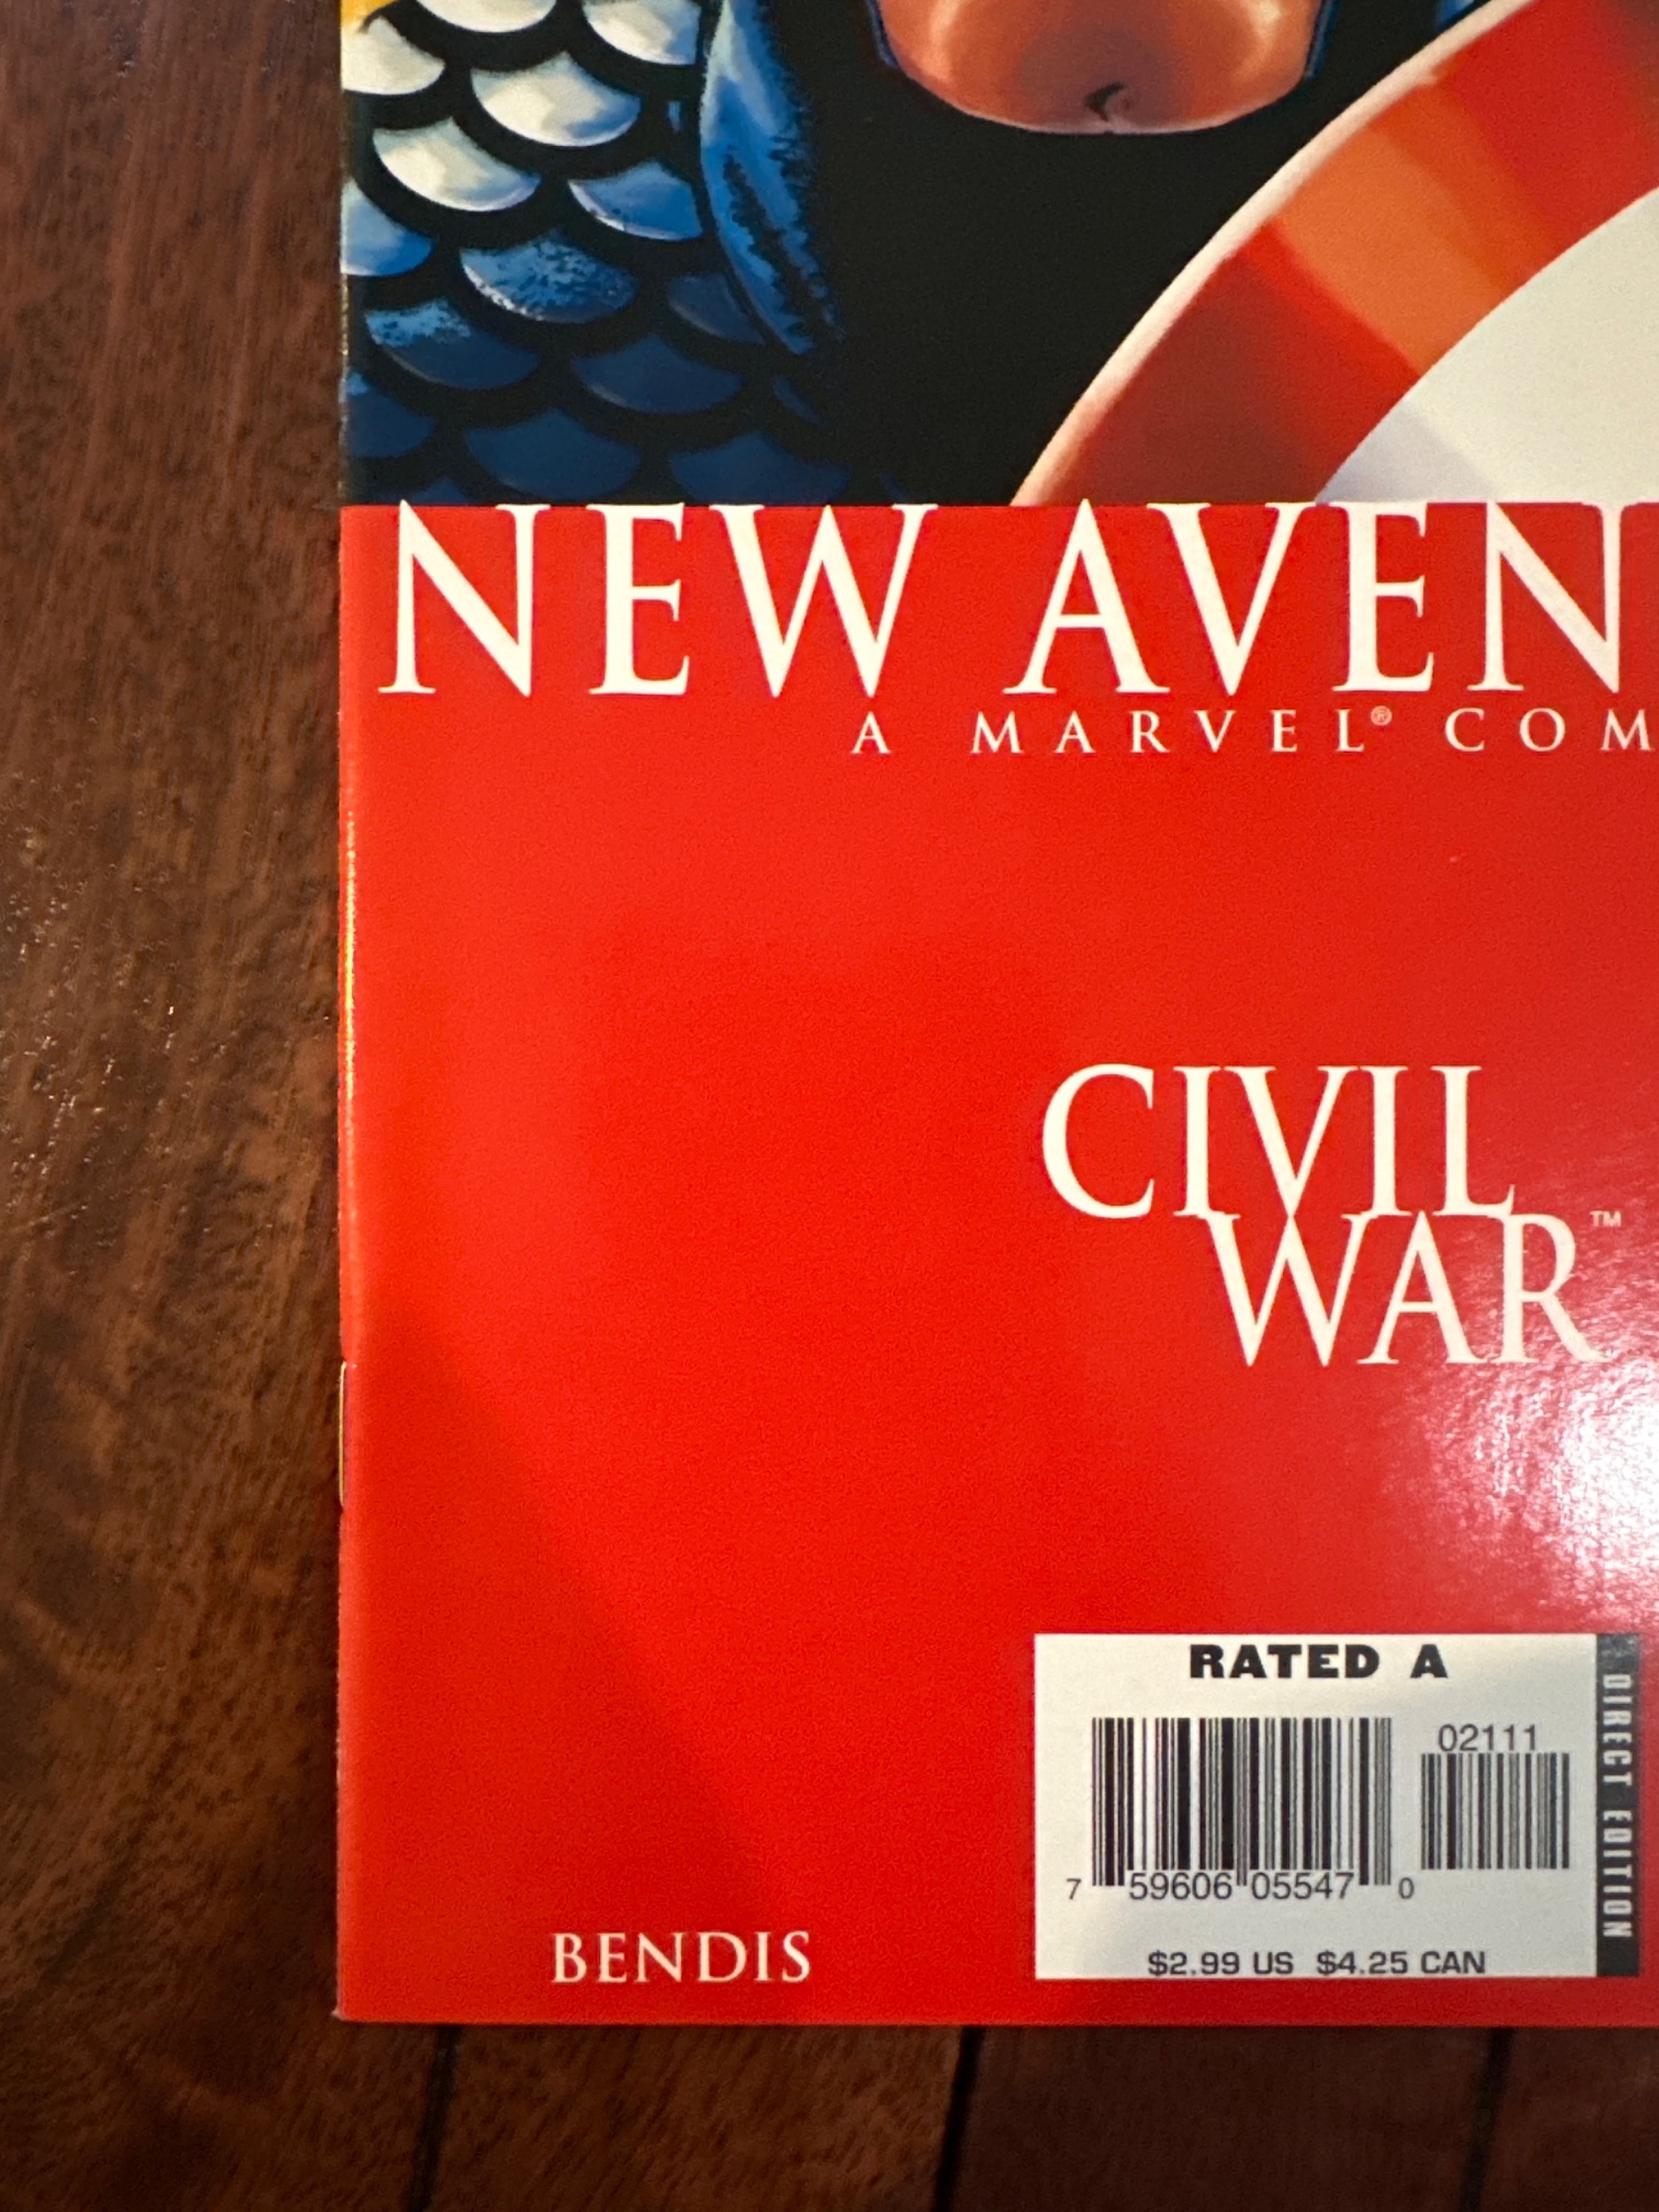 NEW AVEN
A MARVEL® COM
CIVIL
WAR™
RATED A
02111
7 59606 05547 0
DIRECT EDITION
$2.99 US $4.25 CAN
BENDIS